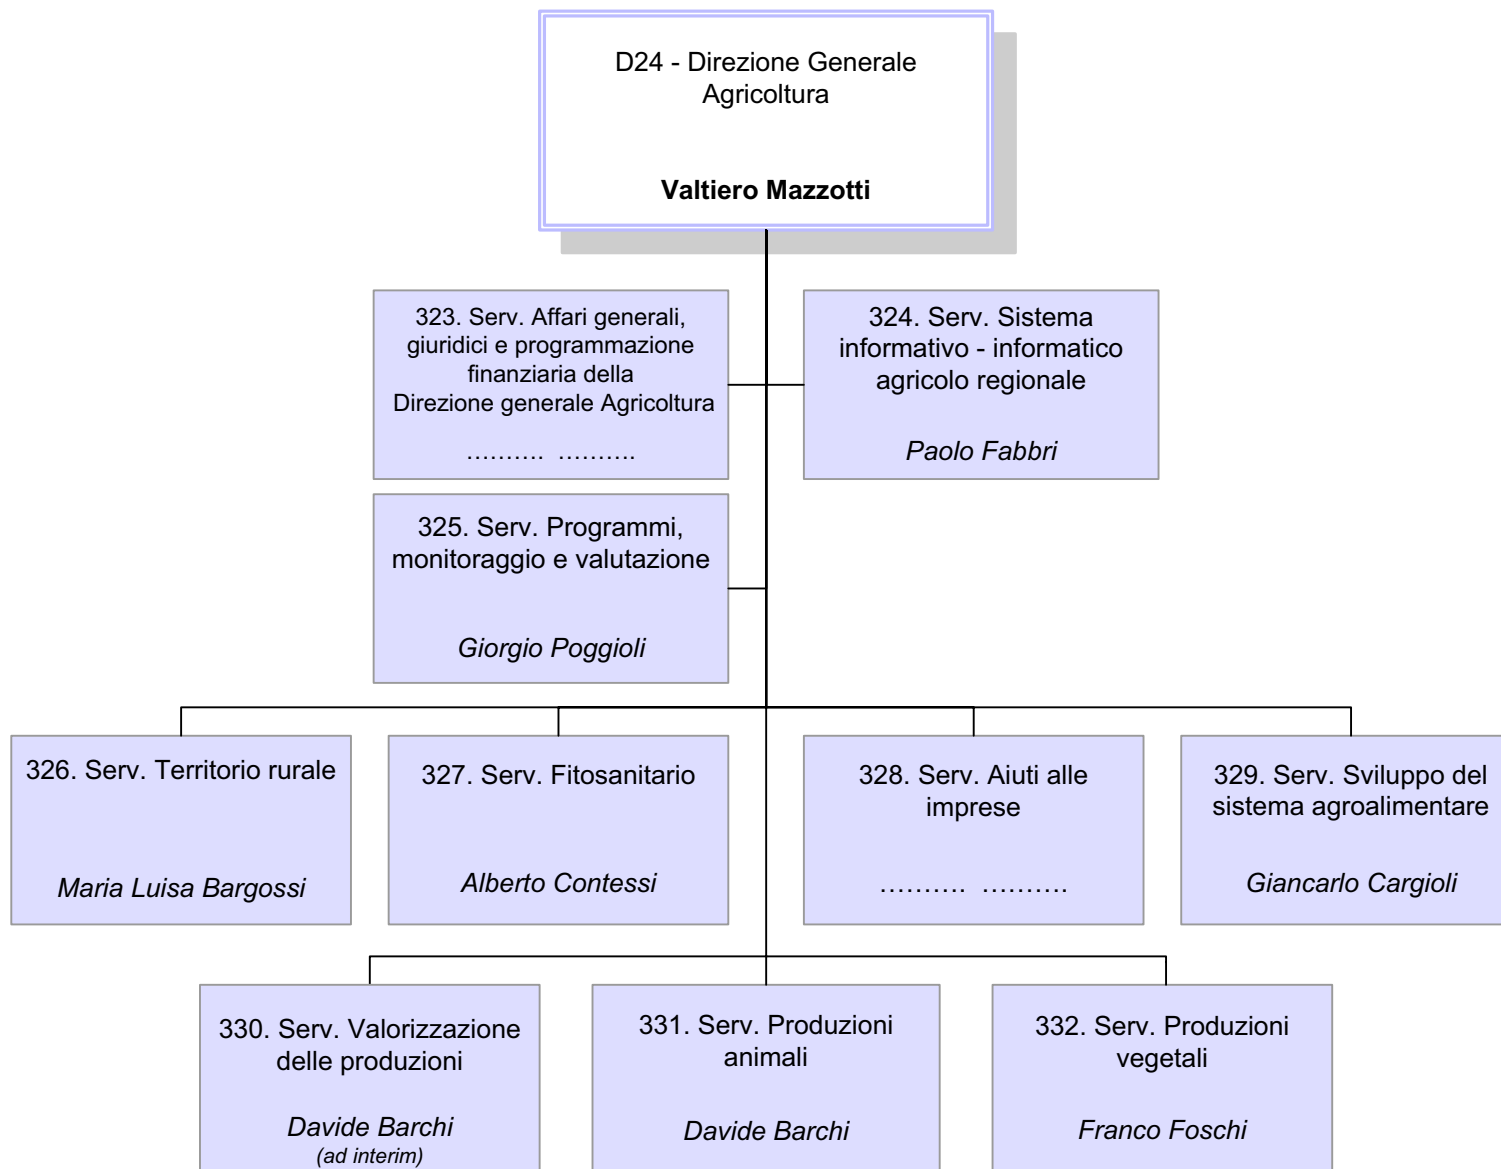 D24 - Direzione Generale
Agricoltura
Valtiero Mazzotti
323. Serv. Affari generali,
giuridici e programmazione
finanziaria della
Direzione generale Agricoltura
.......... ..........
324. Serv. Sistema
informativo - informatico
agricolo regionale
Paolo Fabbri
325. Serv. Programmi,
monitoraggio e valutazione
Giorgio Poggioli
326. Serv. Territorio rurale
Maria Luisa Bargossi
327. Serv. Fitosanitario
Alberto Contessi
328. Serv. Aiuti alle
imprese
.......... ..........
329. Serv. Sviluppo del
sistema agroalimentare
Giancarlo Cargioli
330. Serv. Valorizzazione
delle produzioni
Davide Barchi
(ad interim)
331. Serv. Produzioni
animali
Davide Barchi
332. Serv. Produzioni
vegetali
Franco Foschi